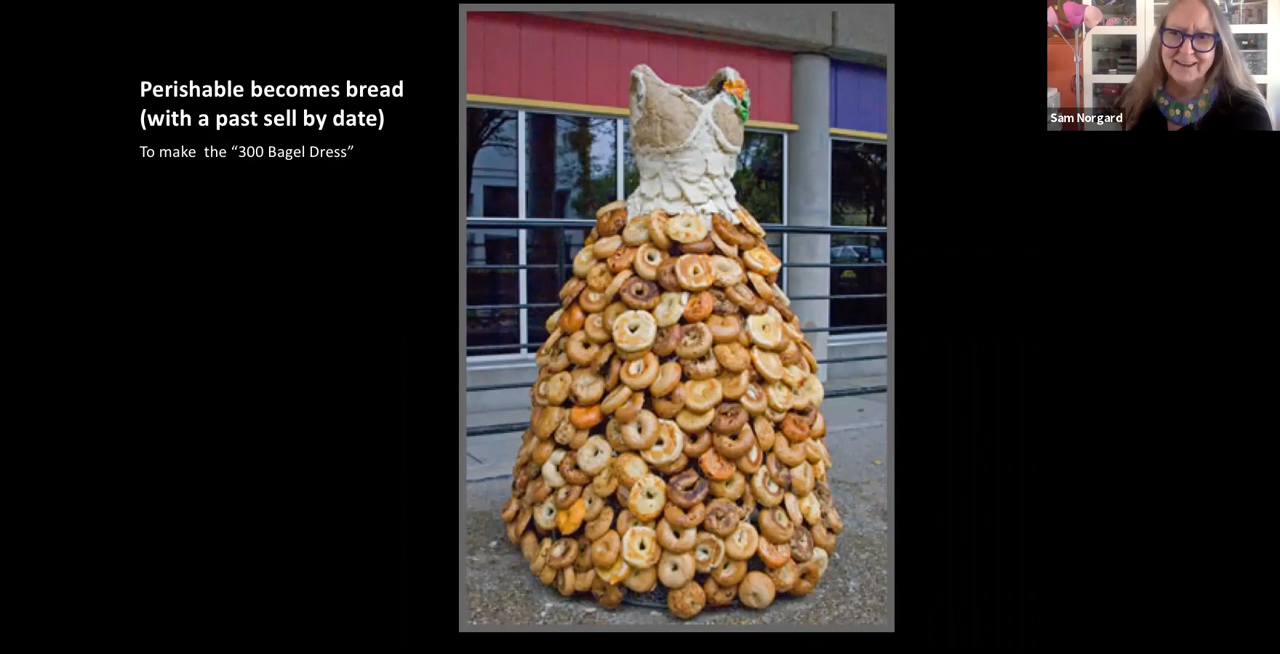 Perishable becomes bread
(with a past sell by date)
To make  the “300 Bagel Dress”
Sam Norgard